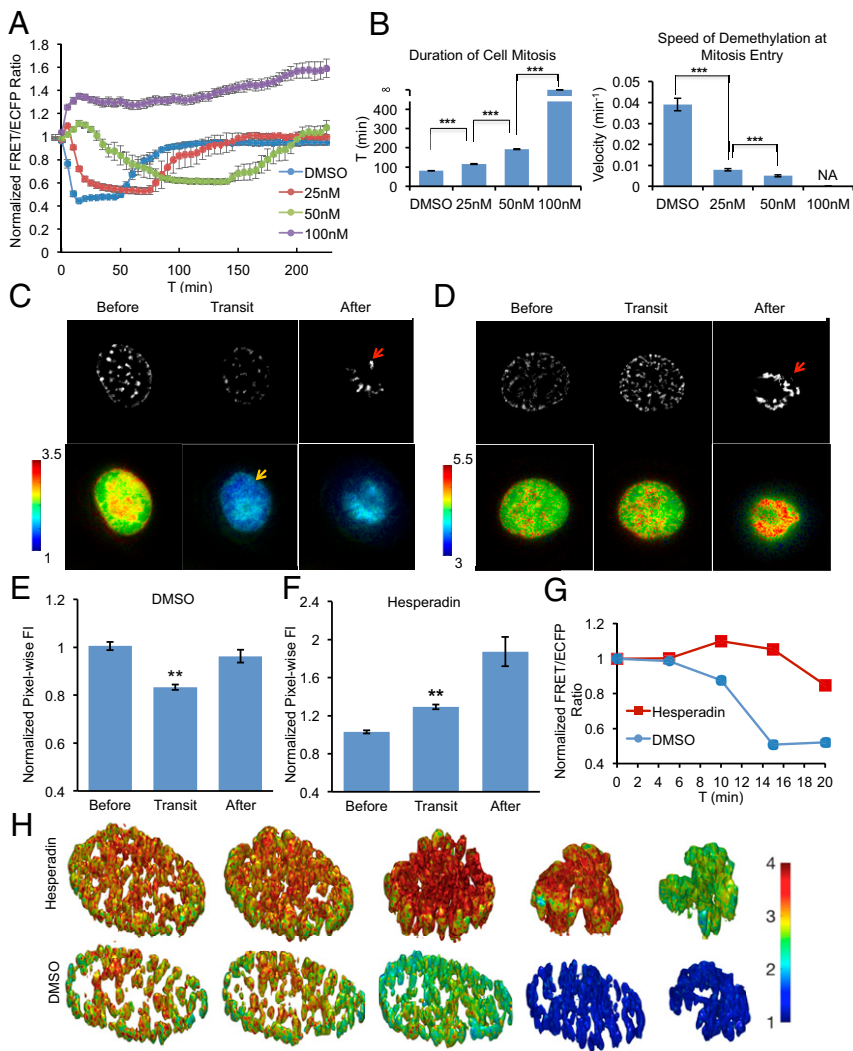 A
Normalized FRET/ECFP Ratio
1.8
1.6
1.4
1.2
1
0.8
0.6
0.4
0.2
0
0 50 100 150 200
T (min)
DMSO
25nM
50nM
100nM
B
Duration of Cell Mitosis
T (min)
∞
400
300
200
100
0
*** *** ***
DMSO 25nM 50nM 100nM
Speed of Demethylation at
Mitosis Entry
Velocity (min-1)
0.05
0.04
0.03
0.02
0.01
0
***
***
NA
DMSO 25nM 50nM 100nM
C
Before Transit After
3.5
1
D
Before Transit After
5.5
3
E
DMSO
Normalized Pixel-wise FI
1.2
1
0.8
0.6
0.4
**
Before Transit After
F
Hesperadin
Normalized Pixel-wise FI
2.4
2
1.6
1.2
0.8
0.4
**
Before Transit After
G
Normalized FRET/ECFP
Ratio
1.2
1
0.8
0.6
0.4
Hesperadin
DMSO
0 2 4 6 8 10 12 14 16 18 20
T (min)
H
Hesperadin
DMSO
4
3
2
1